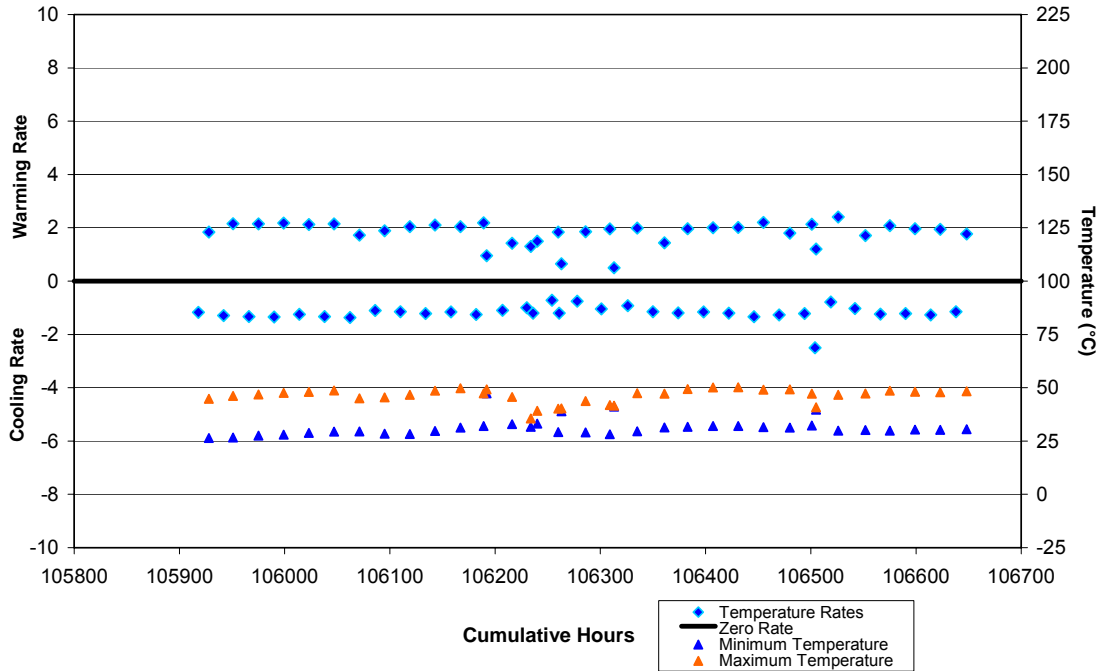 10
8
6
4
2
0
-2
-4
-6
-8
-10
Warming Rate
Cooling Rate
225
200
175
150
125
100
75
50
25
0
-25
Temperature (°C)
105800 105900 106000 106100 106200 106300 106400 106500 106600 106700
Cumulative Hours
Temperature Rates
Zero Rate
Minimum Temperature
Maximum Temperature